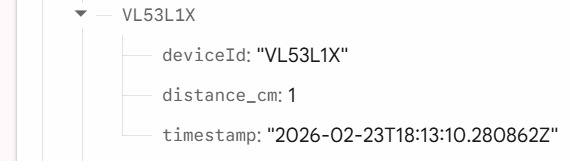 VL53L1X
deviceId: "VL53L1X"
distance_cm: 1
timestamp: "2026-02-23T18:13:10.280862Z"